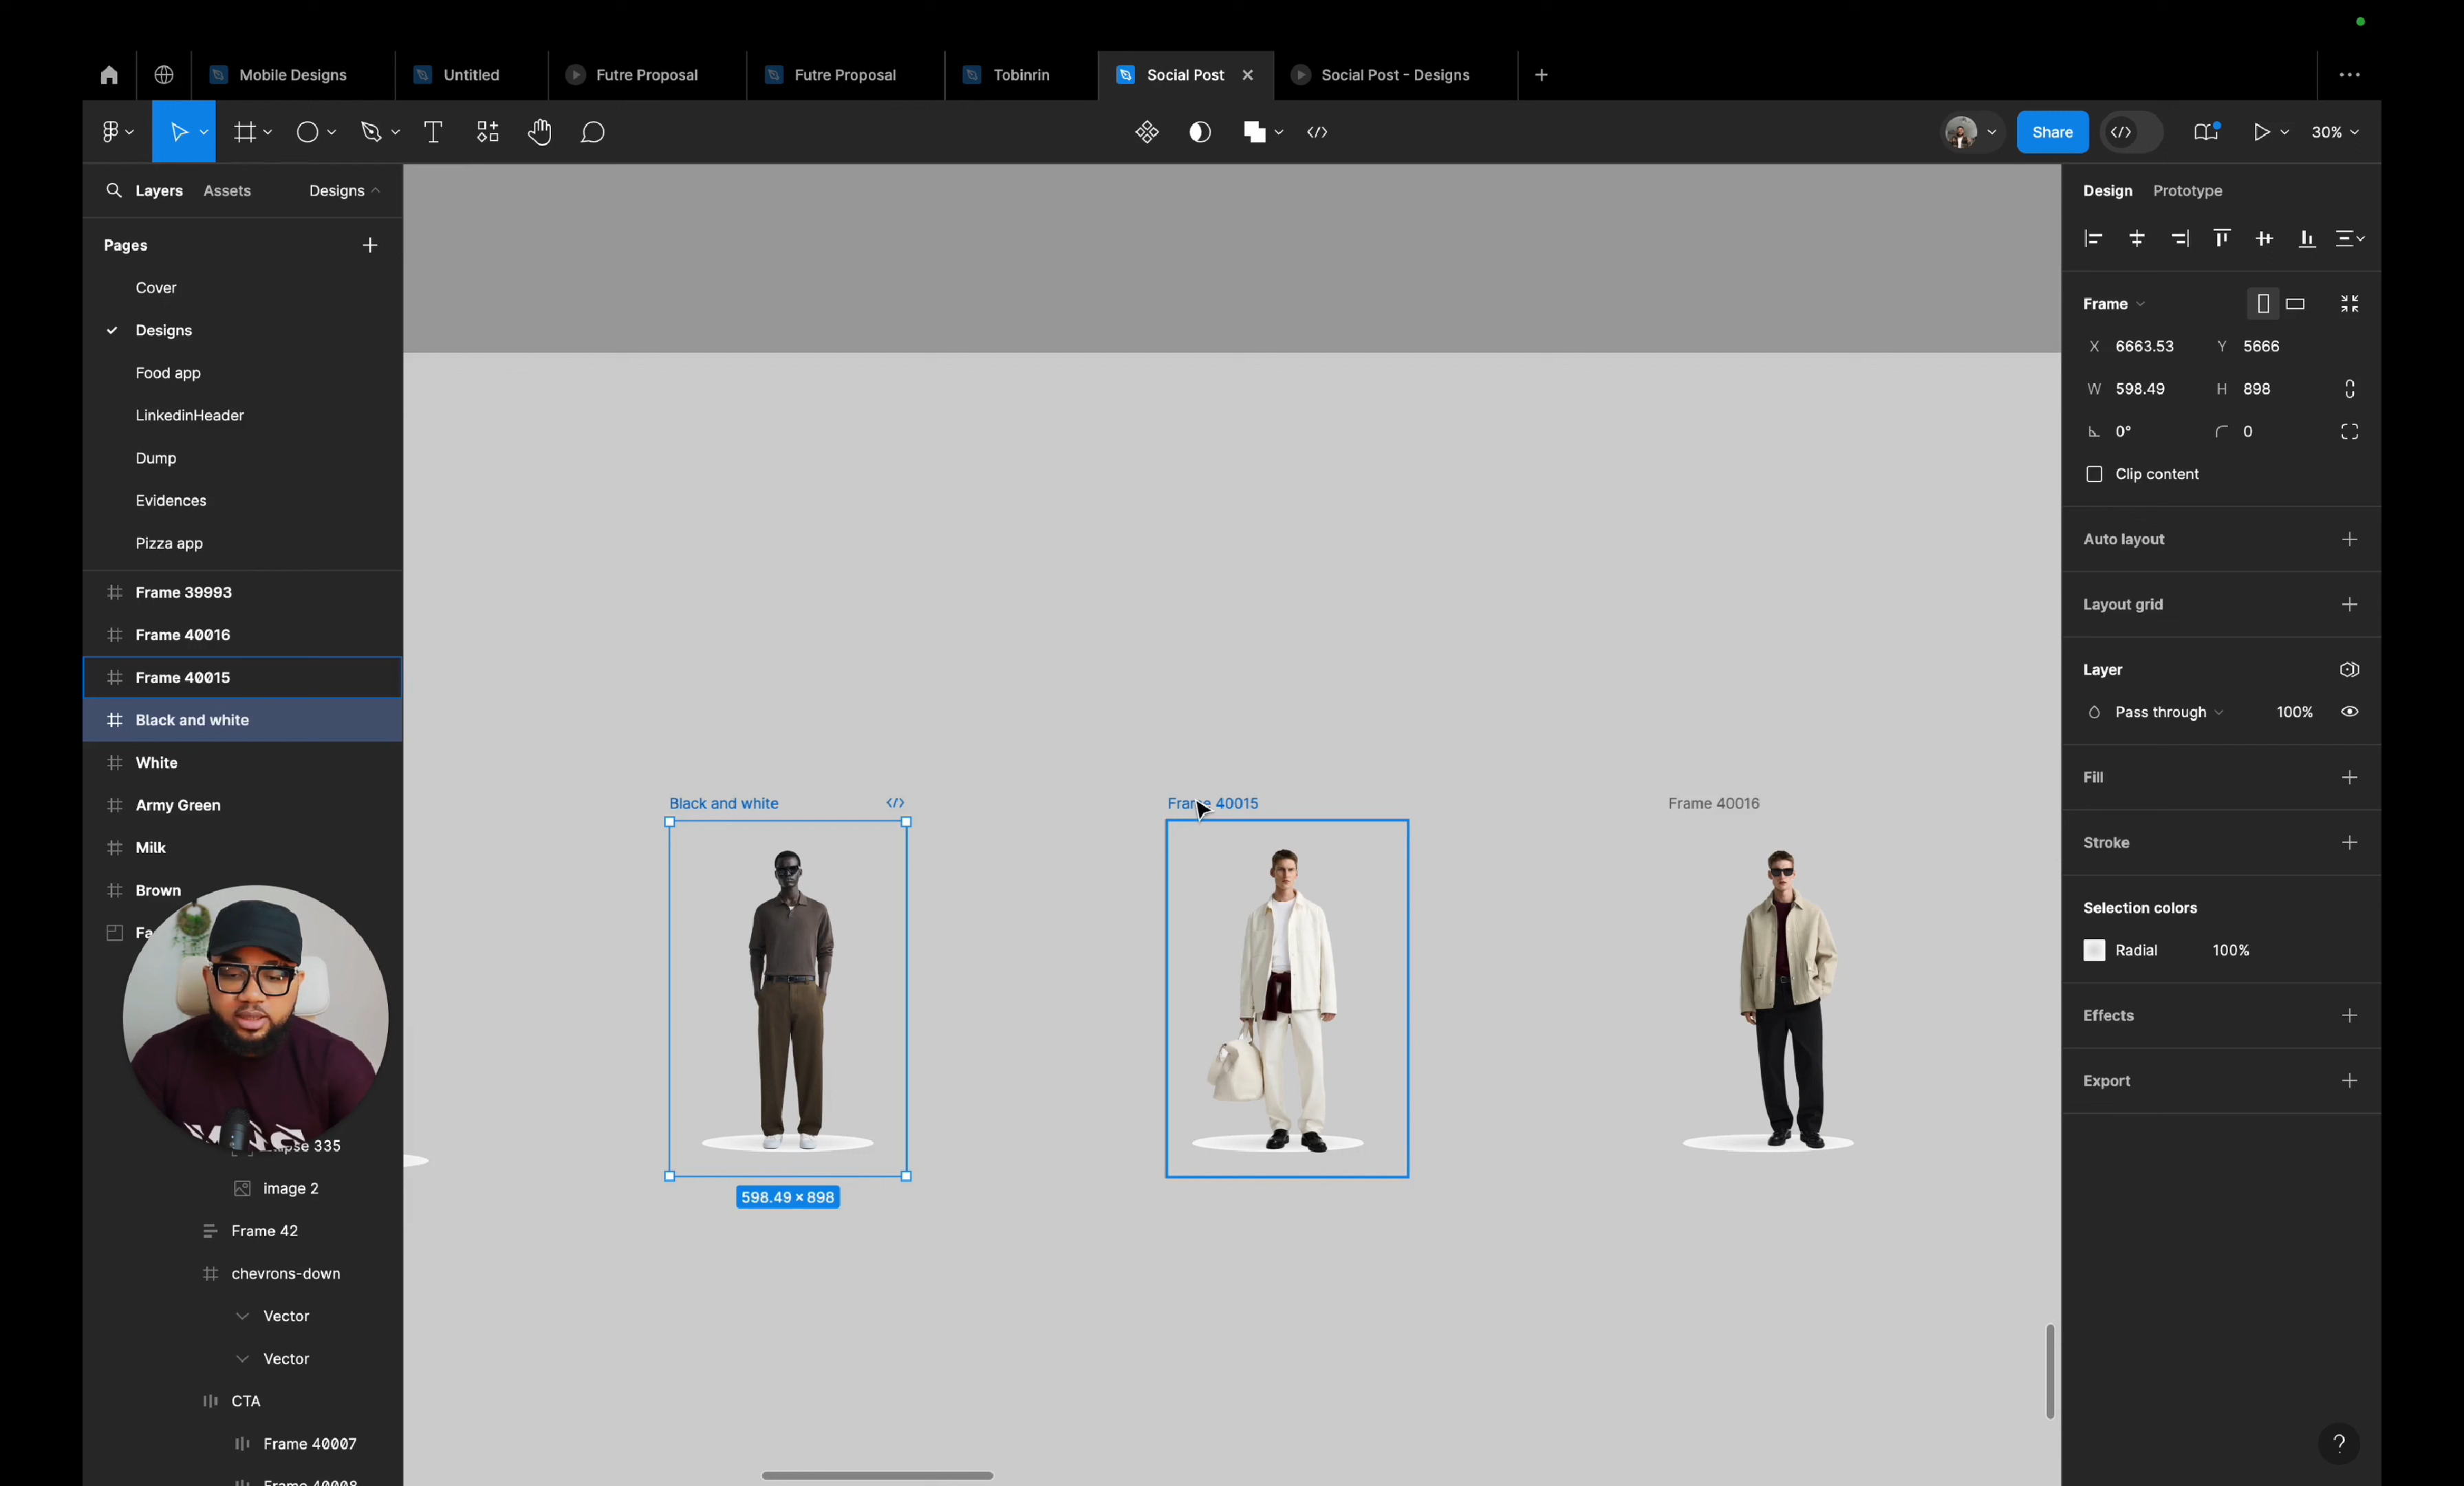 Mobile Designs
Untitled
Futre Proposal
Futre Proposal
Tobinrin
Social Post
Social Post - Designs
Share
30%
Layers
Assets
Designs
Pages
Cover
Designs
Food app
LinkedinHeader
Dump
Evidences
Pizza app
Frame 39993
Frame 40016
Frame 40015
Black and white
White
Army Green
Milk
Brown
image 2
Frame 42
chevrons-down
Vector
Vector
CTA
Frame 40007
Frame 40008
Black and white
598.49 × 898
Frame 40015
Frame 40016
Design
Prototype
Frame
X 6663.53
Y 5666
W 598.49
H 898
0°
0
Clip content
Auto layout
Layout grid
Layer
Pass through
100%
Fill
Stroke
Selection colors
Radial
100%
Effects
Export
?